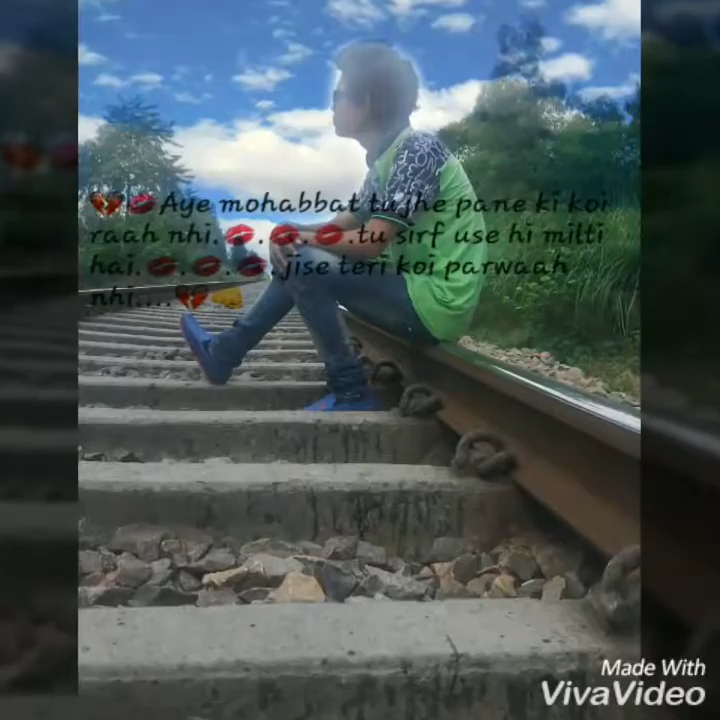 💔💋Aye mohabbat tujhe pane ki koi
raah nhi.💋.💋.💋.tu sirf use hi milti
hai.💋.💋.💋.jise teri koi parwaah
nhi....💔
Made With
VivaVideo